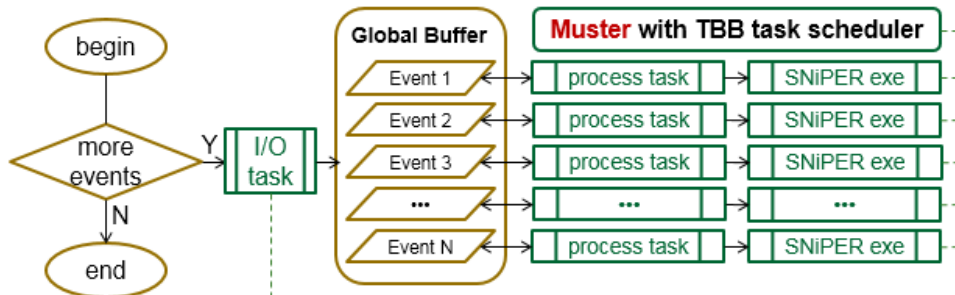 begin
more
events
Y
N
end
I/O
task
Global Buffer
Event 1
Event 2
Event 3
...
Event N
Muster with TBB task scheduler
process task
SNiPER exe
process task
SNiPER exe
process task
SNiPER exe
...
...
process task
SNiPER exe